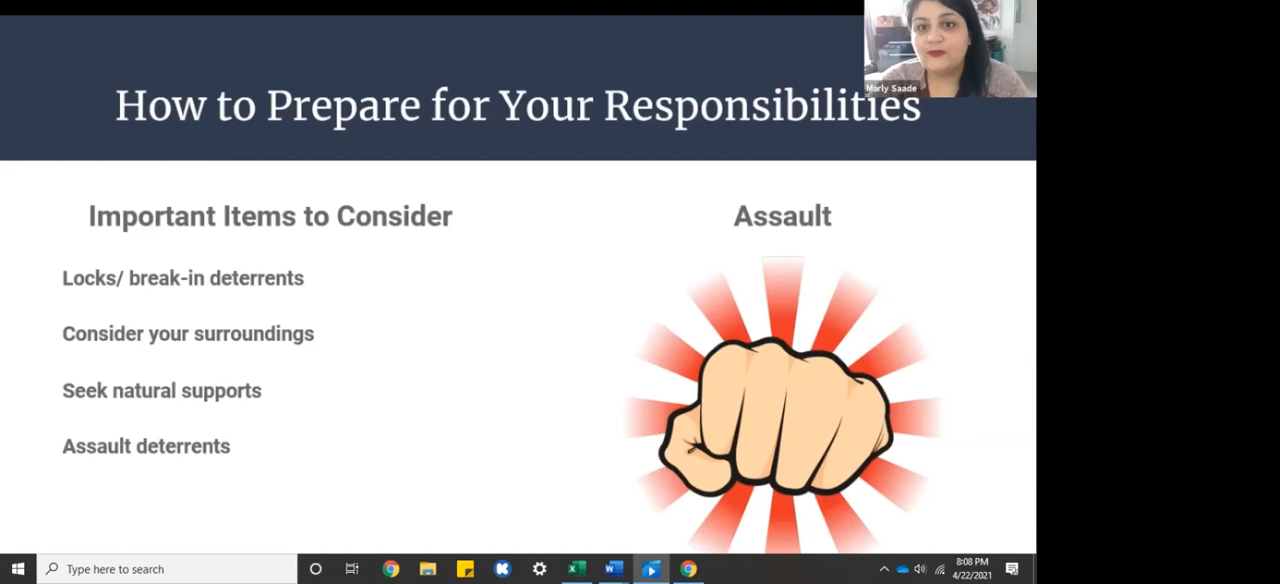 How to Prepare for Your Responsibilities
Marly Saade
Important Items to Consider
Assault
Locks/ break-in deterrents
Consider your surroundings
Seek natural supports
Assault deterrents
Type here to search
8:08 PM
4/22/2021